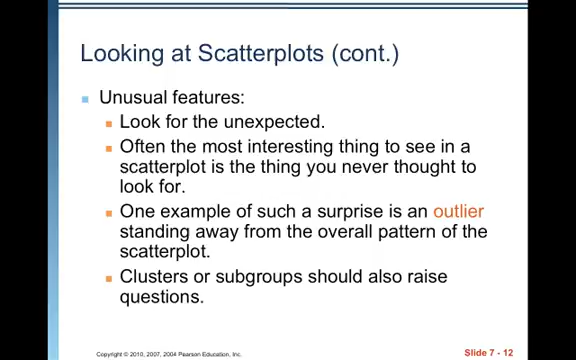 Looking at Scatterplots (cont.)
Unusual features:
Look for the unexpected.
Often the most interesting thing to see in a
scatterplot is the thing you never thought to
look for.
One example of such a surprise is an outlier
standing away from the overall pattern of the
scatterplot.
Clusters or subgroups should also raise
questions.
Copyright © 2010, 2007, 2004 Pearson Education, Inc.
Slide 7 - 12